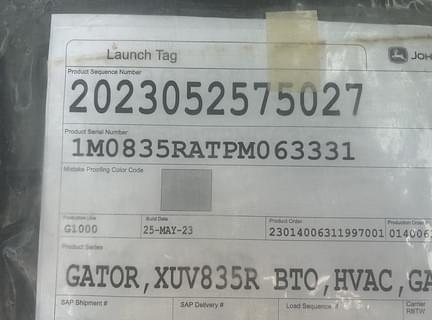 Launch Tag
JOH
Product Sequence Number
2023052575027
Product Serial Number
1M0835RATPM063331
Mistake Proofing Color Code
Production Line
Build Date
Product Order
Production Order
G1000
25-MAY-23
23014006311997001
014006
Product Series
GATOR,XUV835R BTO,HVAC,GA
SAP Shipment #
SAP Delivery #
Load Sequence #
Carrier
RBTW